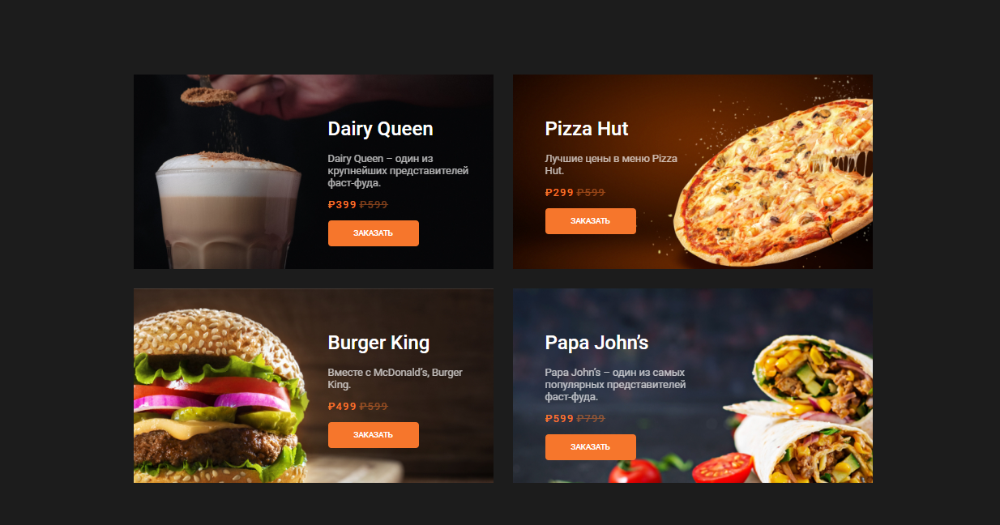 Dairy Queen
Dairy Queen – один из
крупнейших представителей
фаст-фуда.
₽399 ₽599
ЗАКАЗАТЬ
Pizza Hut
Лучшие цены в меню Pizza
Hut.
₽299 ₽599
ЗАКАЗАТЬ
Burger King
Вместе с McDonald’s, Burger
King.
₽499 ₽599
ЗАКАЗАТЬ
Papa John’s
Papa John’s – один из самых
популярных представителей
фаст-фуда.
₽599 ₽799
ЗАКАЗАТЬ